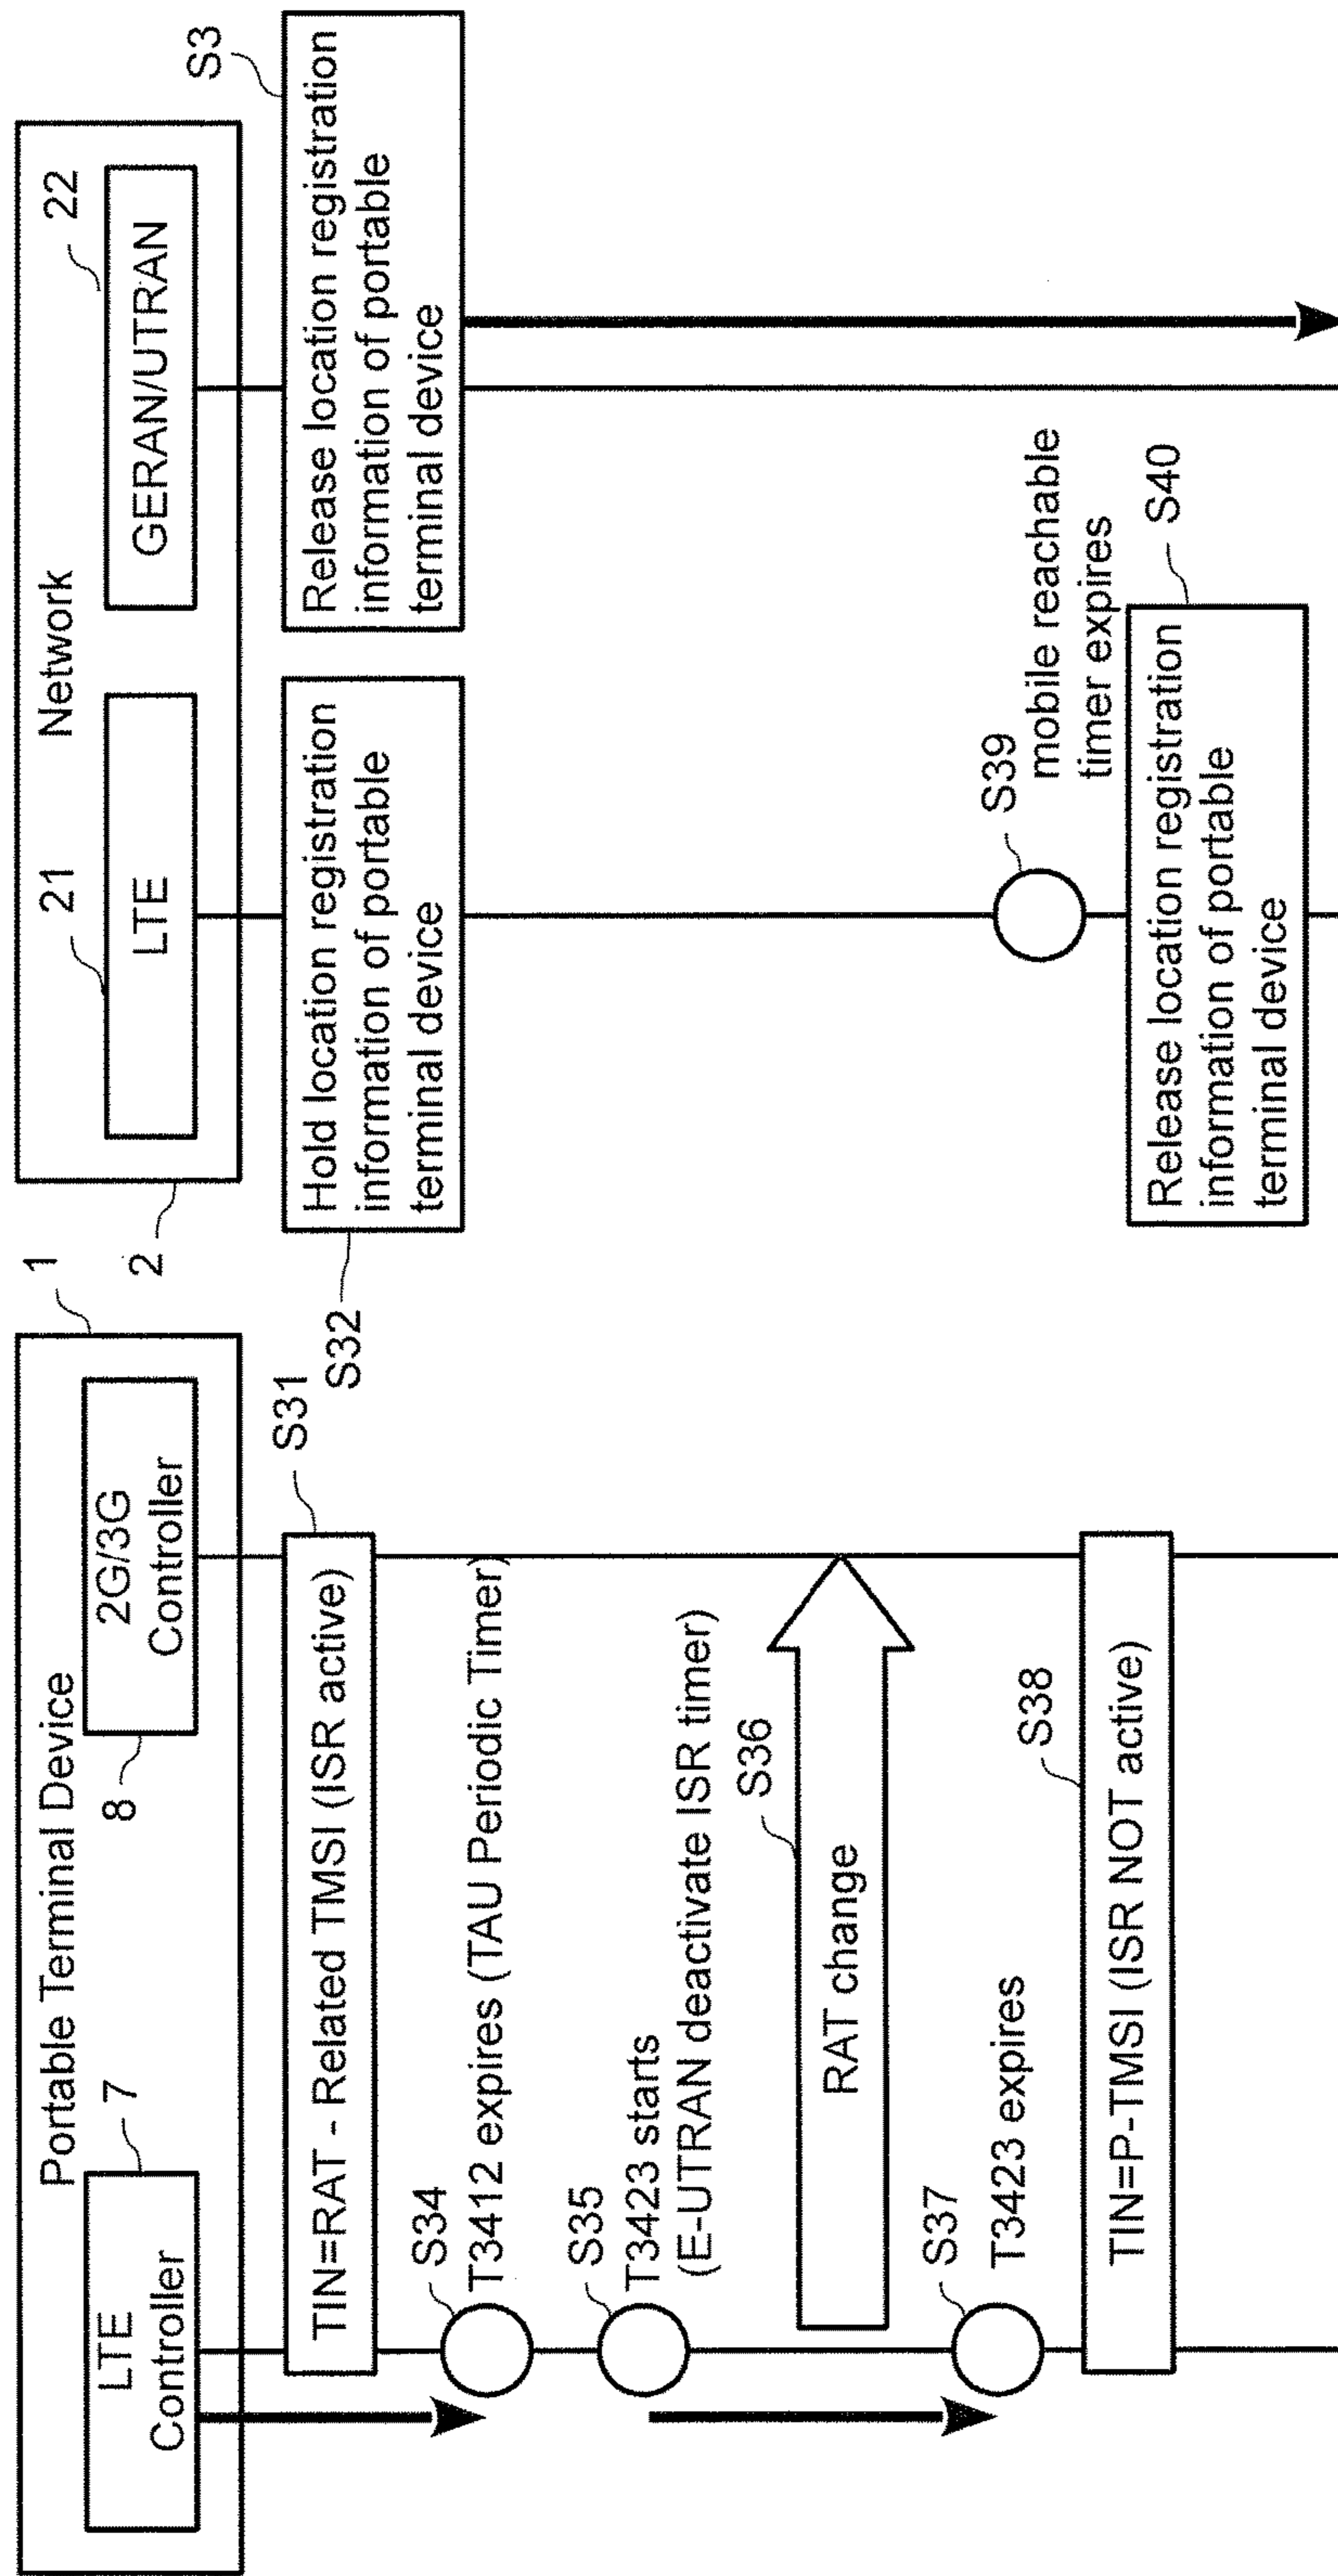 Portable Terminal Device
1
7
LTE
Controller
8
2G/3G
Controller
Network
2
21
LTE
22
GERAN/UTRAN
TIN=RAT - Related TMSI (ISR active)
S31
S32
Hold location registration
information of portable
terminal device
S3
Release location registration
information of portable
terminal device
S34
T3412 expires (TAU Periodic Timer)
S35
T3423 starts
(E-UTRAN deactivate ISR timer)
S36
RAT change
S37
T3423 expires
S38
TIN=P-TMSI (ISR NOT active)
S39
mobile reachable
timer expires
S40
Release location registration
information of portable
terminal device